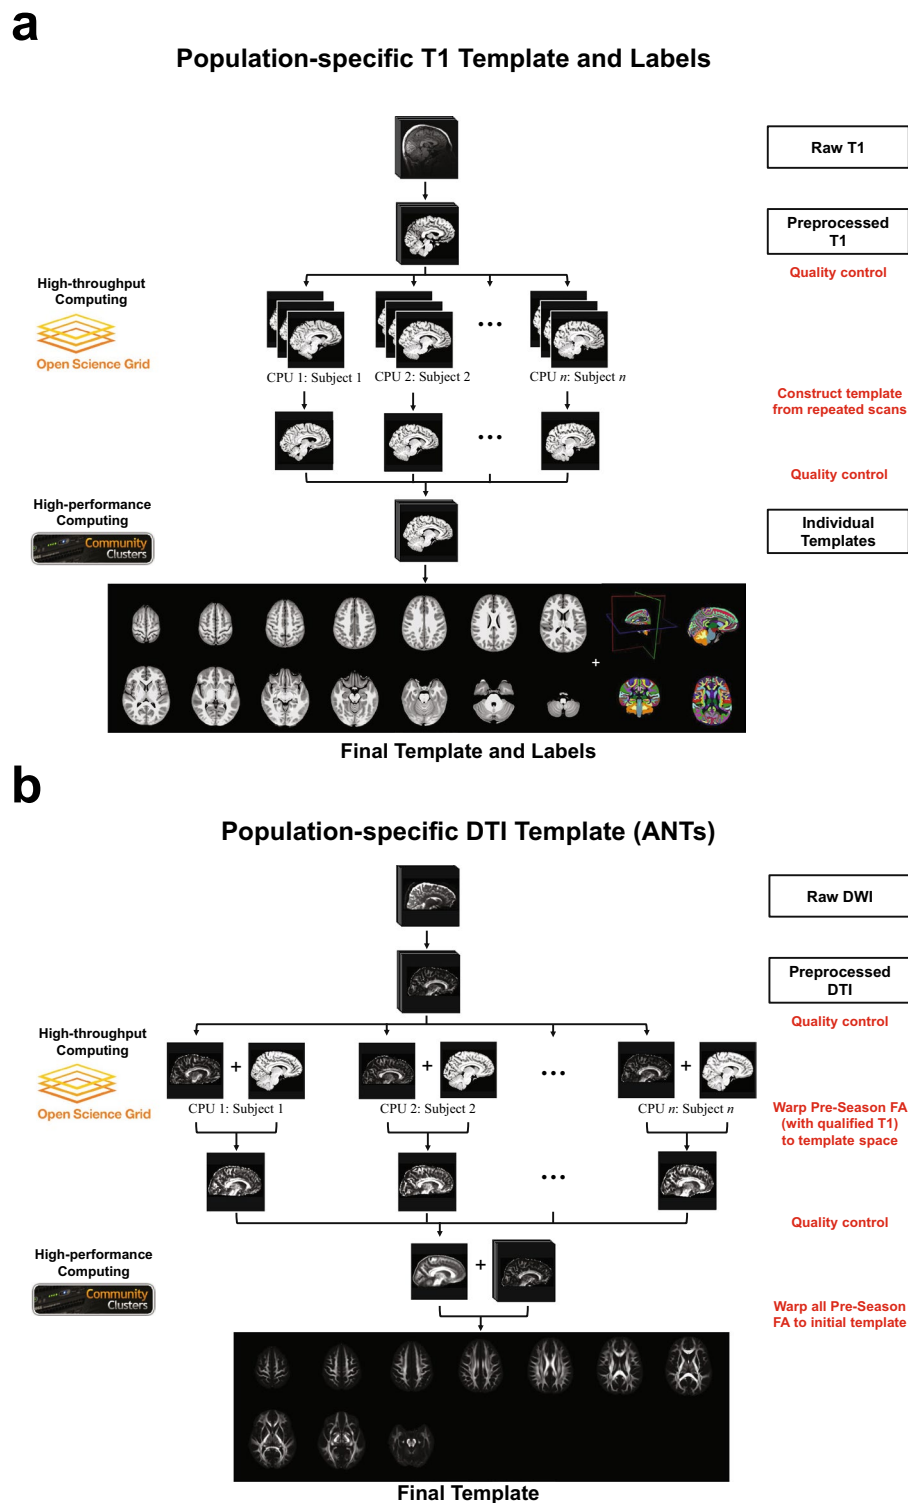 a
Population-specific T1 Template and Labels
Raw T1
Preprocessed
T1
Quality control
High-throughput
Computing
Open Science Grid
CPU 1: Subject 1
CPU 2: Subject 2
CPU n: Subject n
Construct template
from repeated scans
Quality control
High-performance
Computing
Community
Clusters
Individual
Templates
+
Final Template and Labels
b
Population-specific DTI Template (ANTs)
Raw DWI
Preprocessed
DTI
Quality control
High-throughput
Computing
Open Science Grid
+
+
+
CPU 1: Subject 1
CPU 2: Subject 2
CPU n: Subject n
Warp Pre-Season FA
(with qualified T1)
to template space
Quality control
High-performance
Computing
Community
Clusters
+
Warp all Pre-Season
FA to initial template
Final Template